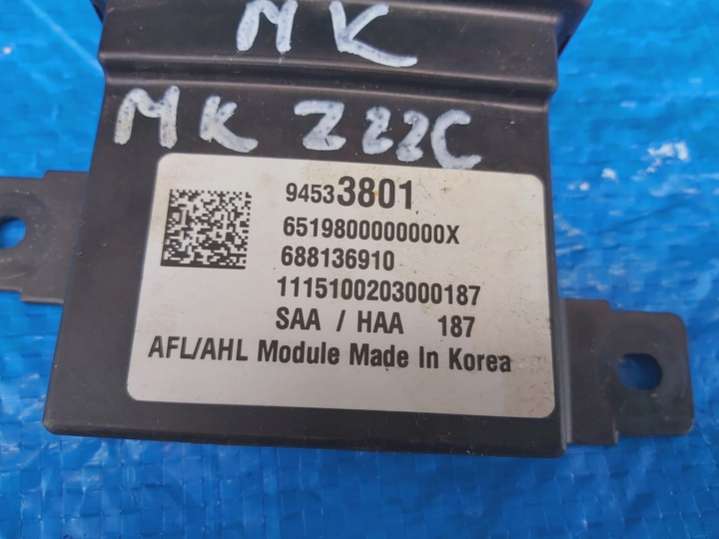 MK
MK Z22C
94533801
6519800000000X
688136910
1115100203000187
SAA / HAA 187
AFL/AHL Module Made In Korea